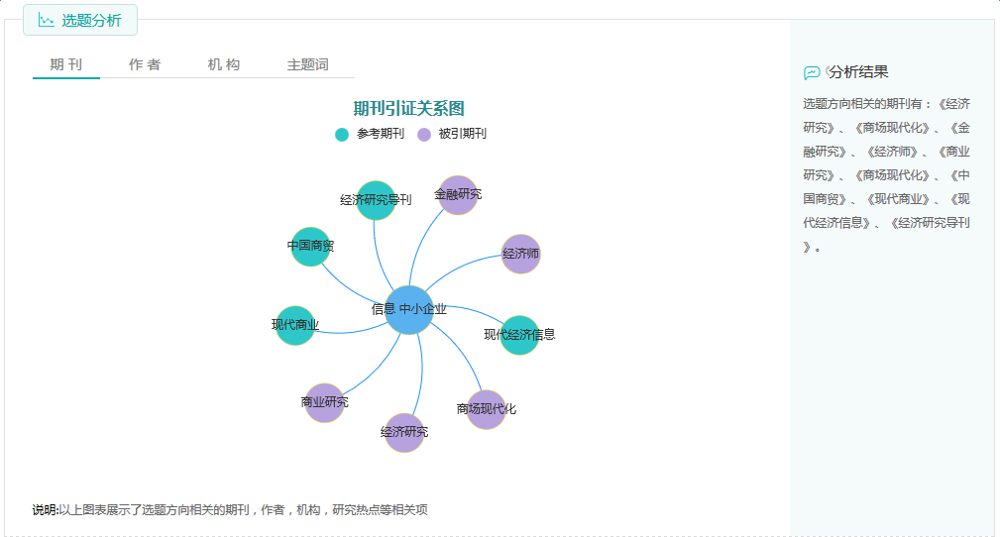 选题分析
期 刊
作 者
机 构
主题词
期刊引证关系图
参考期刊
被引期刊
经济研究导刊
金融研究
中国商贸
经济师
信息 中小企业
现代商业
现代经济信息
商业研究
商场现代化
经济研究
说明:以上图表展示了选题方向相关的期刊，作者，机构，研究热点等相关项
分析结果
选题方向相关的期刊有：《经济
研究》、《商场现代化》、《金
融研究》、《经济师》、《商业
研究》、《商场现代化》、《中
国商贸》、《现代商业》、《现
代经济信息》、《经济研究导刊
》。